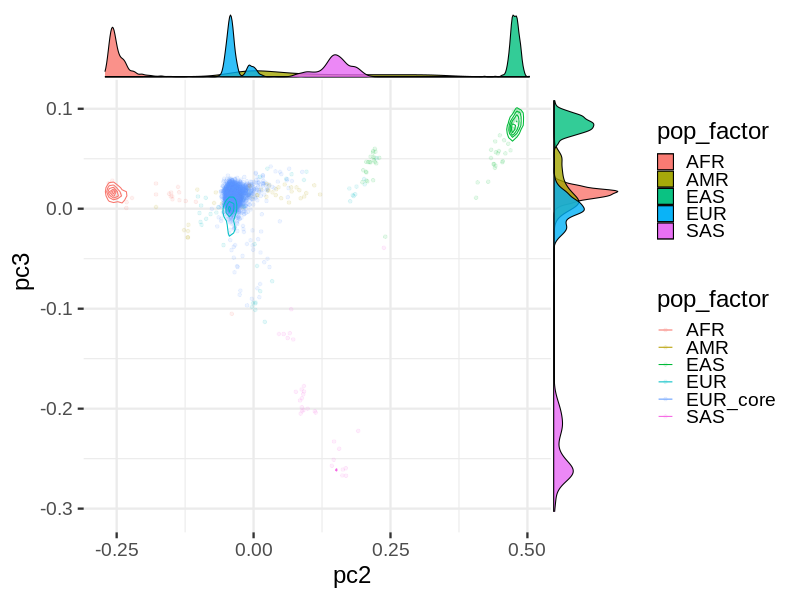 0.1
0.0
-0.1
-0.2
-0.3
pc3
-0.25
0.00
0.25
0.50
pc2
pop_factor
AFR
AMR
EAS
EUR
SAS
pop_factor
AFR
AMR
EAS
EUR
EUR_core
SAS